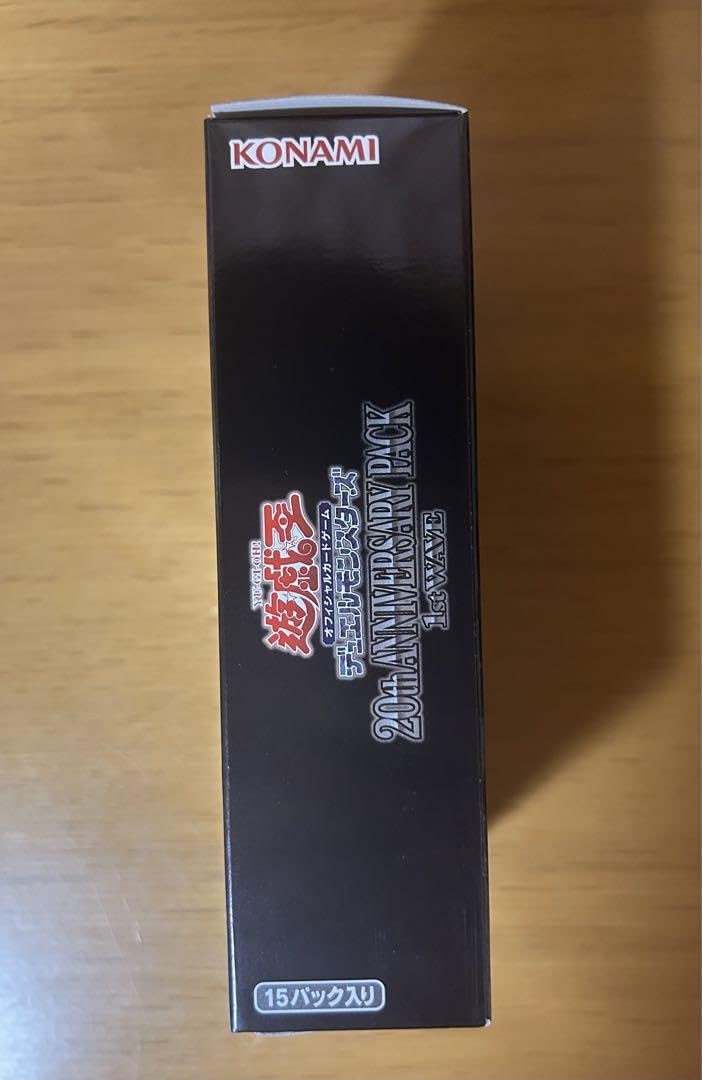 KONAMI
YU-GI-OH!
遊戯王
オフィシャルカードゲーム
デュエルモンスターズ
20th ANNIVERSARY PACK
1st WAVE
15パック入り